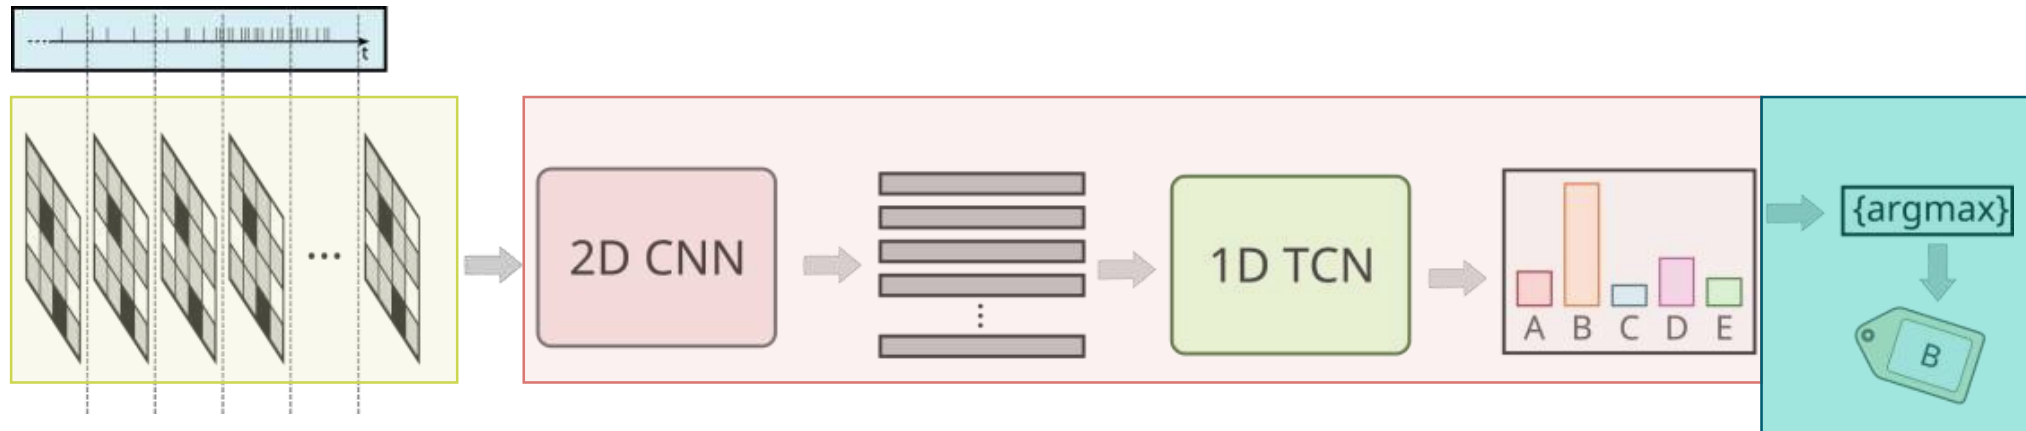 ... t
...
2D CNN
⋮
1D TCN
A B C D E
{argmax}
B